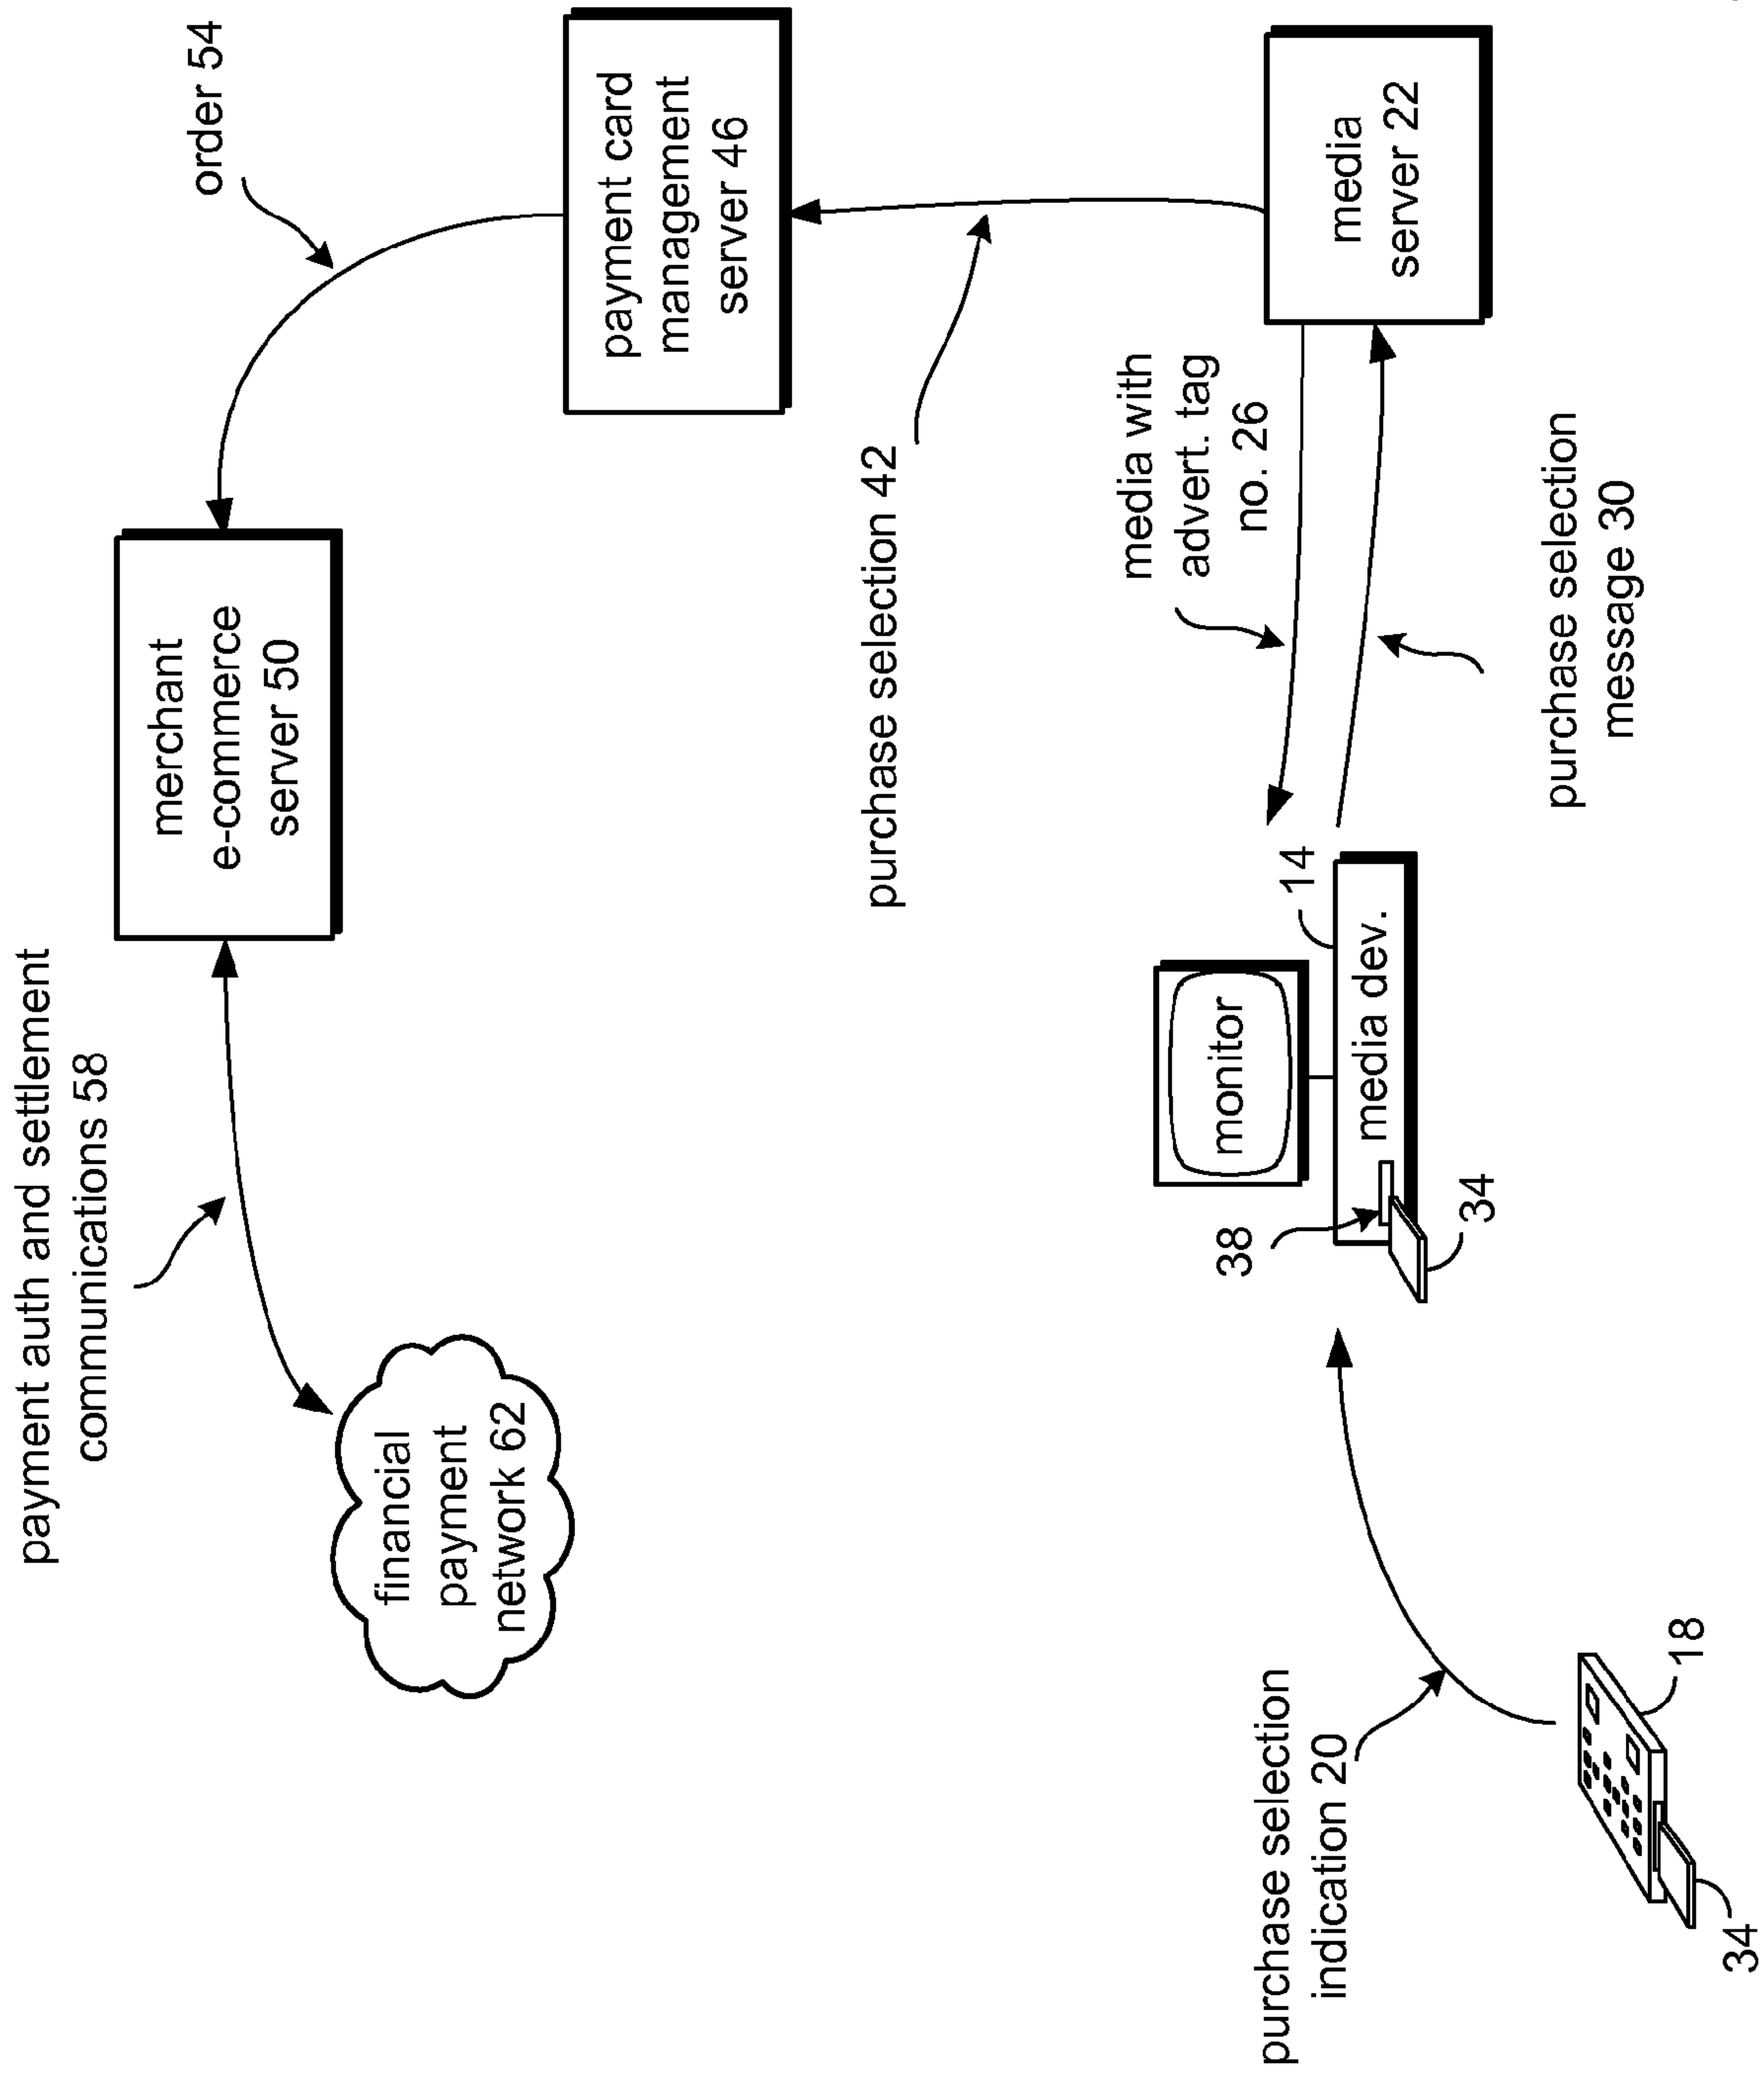 payment auth and settlement
communications 58
merchant
e-commerce
server 50
order 54
financial
payment
network 62
payment card
management
server 46
purchase selection 42
media with
advert. tag
no. 26
media
server 22
monitor
14
media dev.
38
34
purchase selection
message 30
purchase selection
indication 20
18
34